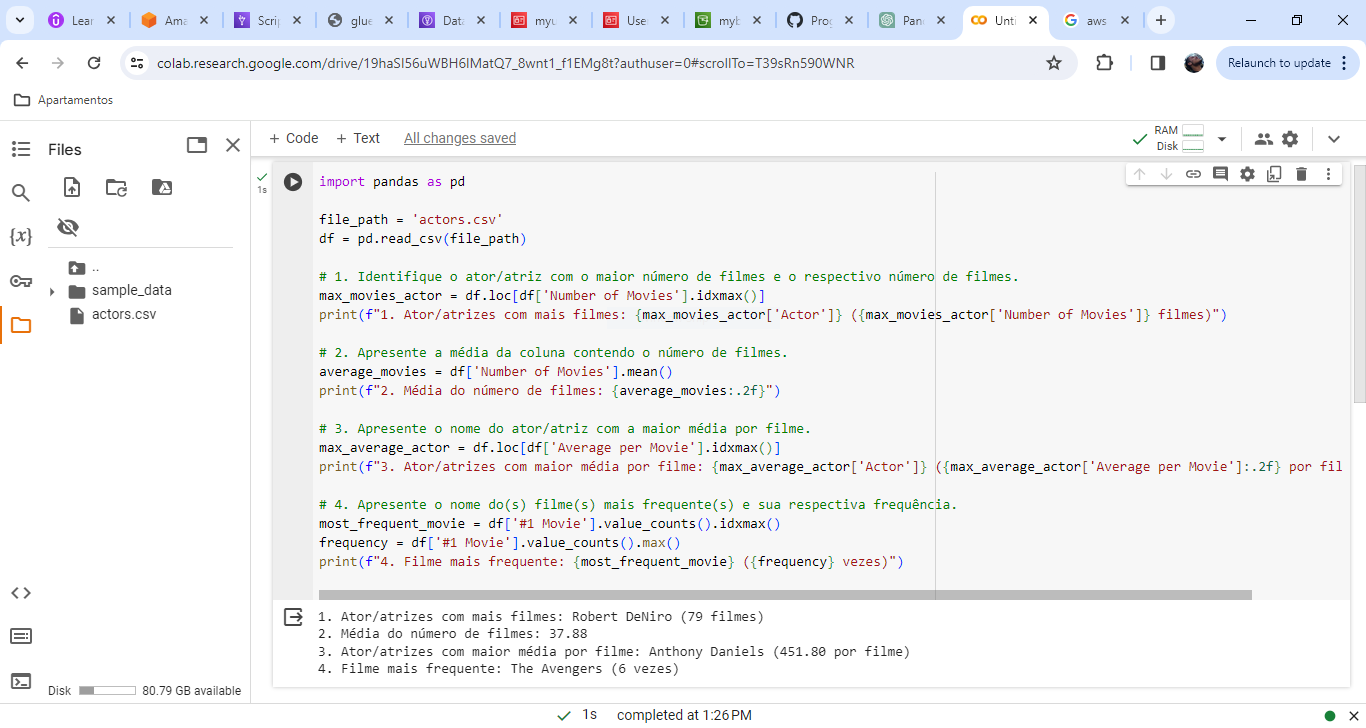 Lear
Ama
Scrip
glue
Data
myu
User
myb
Pro
Pan
Unti
aws
colab.research.google.com/drive/19haSI56uWBH6lMatQ7_8wnt1_f1EMg8t?authuser=0#scrollTo=T39sRn590WNR
Relaunch to update
Apartamentos
Files
+ Code + Text All changes saved
RAM
Disk
1s
..
sample_data
actors.csv
import pandas as pd
file_path = 'actors.csv'
df = pd.read_csv(file_path)
# 1. Identifique o ator/atriz com o maior número de filmes e o respectivo número de filmes.
max_movies_actor = df.loc[df['Number of Movies'].idxmax()]
print(f"1. Ator/atrizes com mais filmes: {max_movies_actor['Actor']} ({max_movies_actor['Number of Movies']} filmes)")
# 2. Apresente a média da coluna contendo o número de filmes.
average_movies = df['Number of Movies'].mean()
print(f"2. Média do número de filmes: {average_movies:.2f}")
# 3. Apresente o nome do ator/atriz com a maior média por filme.
max_average_actor = df.loc[df['Average per Movie'].idxmax()]
print(f"3. Ator/atrizes com maior média por filme: {max_average_actor['Actor']} ({max_average_actor['Average per Movie']:.2f} por fil
# 4. Apresente o nome do(s) filme(s) mais frequente(s) e sua respectiva frequência.
most_frequent_movie = df['#1 Movie'].value_counts().idxmax()
frequency = df['#1 Movie'].value_counts().max()
print(f"4. Filme mais frequente: {most_frequent_movie} ({frequency} vezes)")
1. Ator/atrizes com mais filmes: Robert DeNiro (79 filmes)
2. Média do número de filmes: 37.88
3. Ator/atrizes com maior média por filme: Anthony Daniels (451.80 por filme)
4. Filme mais frequente: The Avengers (6 vezes)
Disk 80.79 GB available
1s completed at 1:26 PM